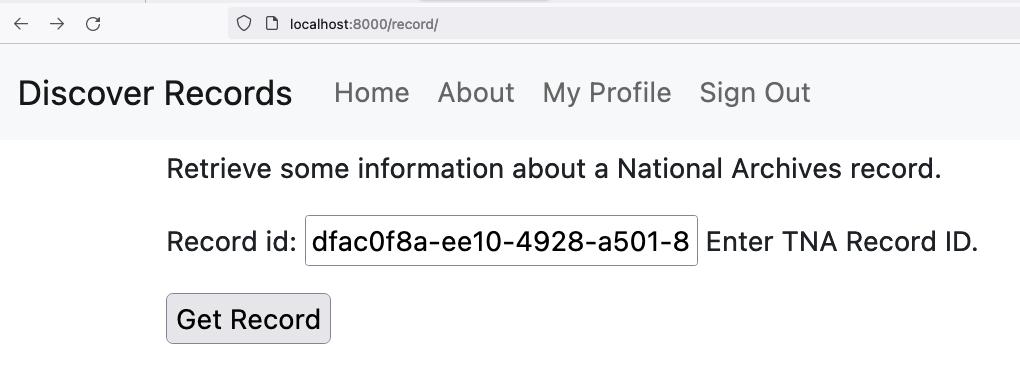 localhost:8000/record/
Discover Records Home About My Profile Sign Out
Retrieve some information about a National Archives record.
Record id: dfac0f8a-ee10-4928-a501-8 Enter TNA Record ID.
Get Record